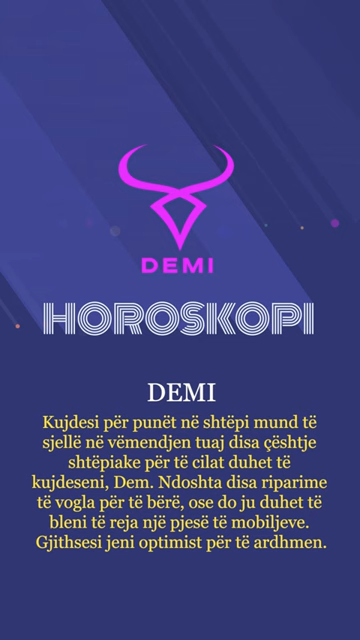 DEMI
HOROSKOPI
DEMI
Kujdesi për punët në shtëpi mund të
sjellë në vëmendjen tuaj disa çështje
shtëpiake për të cilat duhet të
kujdeseni, Dem. Ndoshta disa riparime
të vogla për të bërë, ose do ju duhet të
bleni të reja një pjesë të mobiljeve.
Gjithsesi jeni optimist për të ardhmen.